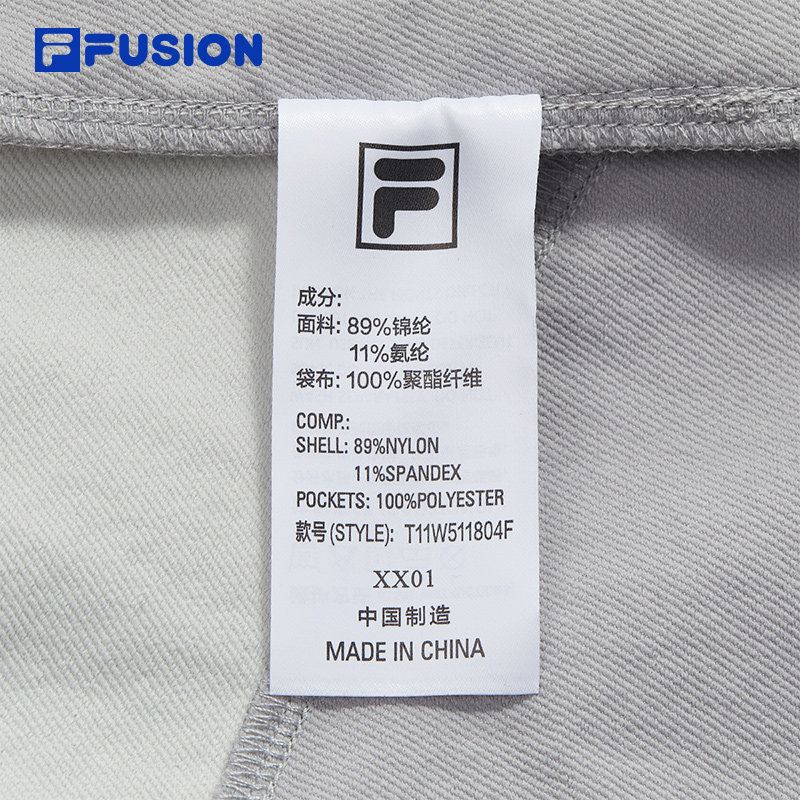 FFUSION
F
成分:
面料: 89%锦纶
11%氨纶
袋布: 100%聚酯纤维
COMP.:
SHELL: 89%NYLON
11%SPANDEX
POCKETS: 100%POLYESTER
款号(STYLE): T11W511804F
XX01
中国制造
MADE IN CHINA